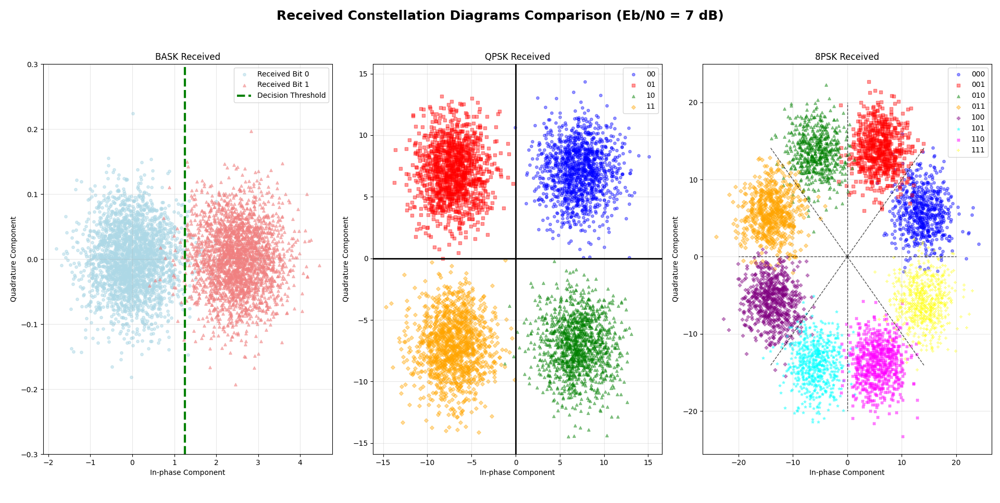 Received Constellation Diagrams Comparison (Eb/N0 = 7 dB)
BASK Received
0.3
0.2
0.1
0.0
−0.1
−0.2
−0.3
Quadrature Component
Received Bit 0
Received Bit 1
Decision Threshold
−2 −1 0 1 2 3 4
In-phase Component
QPSK Received
15
10
5
0
−5
−10
−15
Quadrature Component
00
01
10
11
−15 −10 −5 0 5 10 15
In-phase Component
8PSK Received
20
10
0
−10
−20
Quadrature Component
000
001
010
011
100
101
110
111
−20 −10 0 10 20
In-phase Component